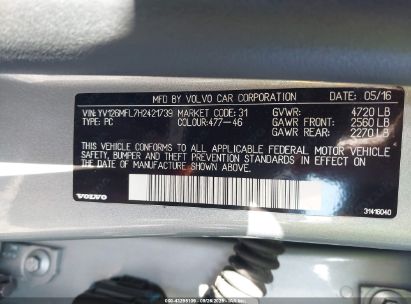 MFD BY VOLVO CAR CORPORATION DATE: 05/16
VIN: YV126MFL7H2421739 MARKET CODE: 31 GVWR: 4720 LB
TYPE: PC COLOUR:477-46 GAWR FRONT: 2560 LB
GAWR REAR: 2270 LB
THIS VEHICLE CONFORMS TO ALL APPLICABLE FEDERAL MOTOR VEHICLE
SAFETY, BUMPER AND THEFT PREVENTION STANDARDS IN EFFECT ON
THE DATE OF MANUFACTURE SHOWN ABOVE.
VOLVO 31416040